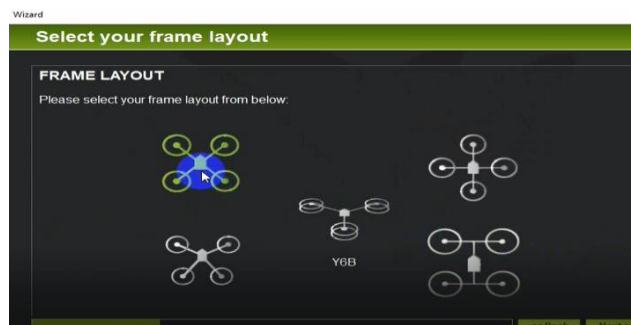 Wizard
Select your frame layout
FRAME LAYOUT
Please select your frame layout from below:
Y6B